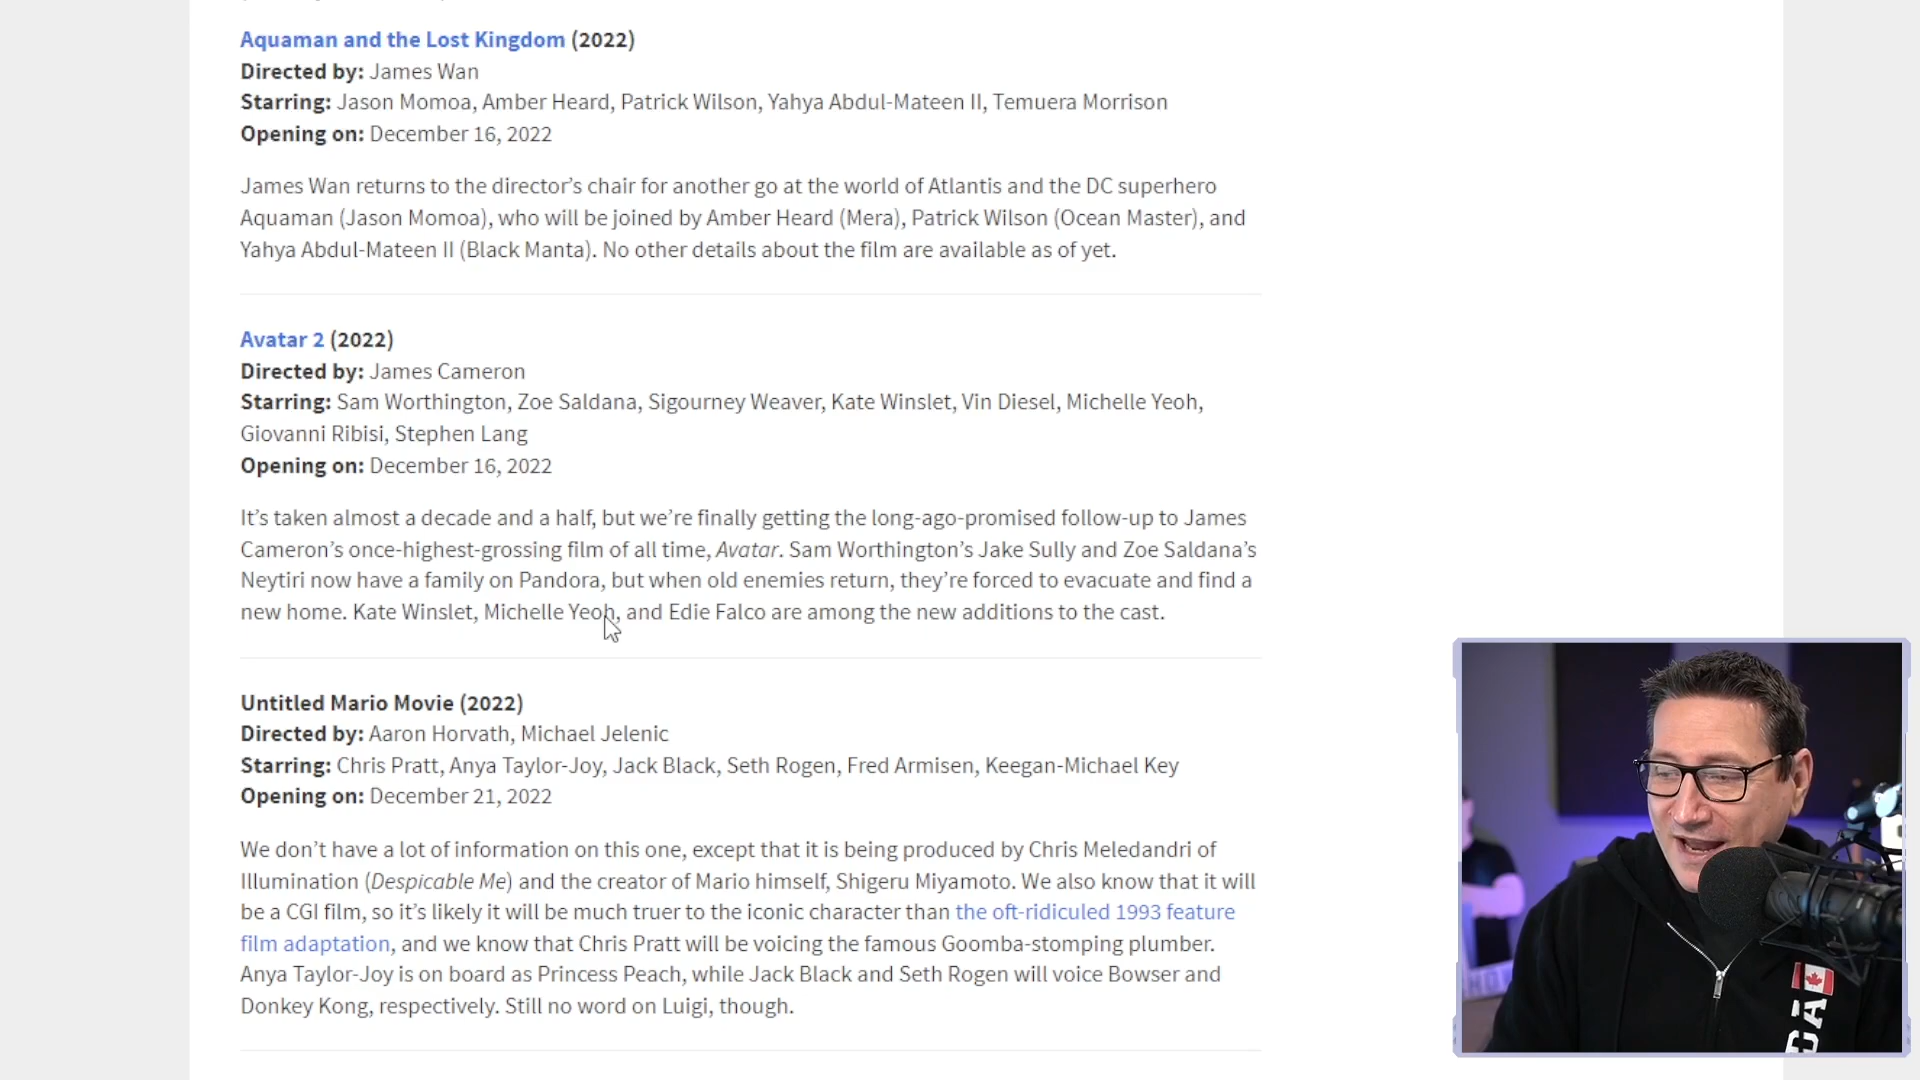 Aquaman and the Lost Kingdom (2022)
Directed by: James Wan
Starring: Jason Momoa, Amber Heard, Patrick Wilson, Yahya Abdul-Mateen II, Temuera Morrison
Opening on: December 16, 2022
James Wan returns to the director’s chair for another go at the world of Atlantis and the DC superhero
Aquaman (Jason Momoa), who will be joined by Amber Heard (Mera), Patrick Wilson (Ocean Master), and
Yahya Abdul-Mateen II (Black Manta). No other details about the film are available as of yet.
Avatar 2 (2022)
Directed by: James Cameron
Starring: Sam Worthington, Zoe Saldana, Sigourney Weaver, Kate Winslet, Vin Diesel, Michelle Yeoh,
Giovanni Ribisi, Stephen Lang
Opening on: December 16, 2022
It’s taken almost a decade and a half, but we’re finally getting the long-ago-promised follow-up to James
Cameron’s once-highest-grossing film of all time, Avatar. Sam Worthington’s Jake Sully and Zoe Saldana’s
Neytiri now have a family on Pandora, but when old enemies return, they’re forced to evacuate and find a
new home. Kate Winslet, Michelle Yeoh, and Edie Falco are among the new additions to the cast.
Untitled Mario Movie (2022)
Directed by: Aaron Horvath, Michael Jelenic
Starring: Chris Pratt, Anya Taylor-Joy, Jack Black, Seth Rogen, Fred Armisen, Keegan-Michael Key
Opening on: December 21, 2022
We don’t have a lot of information on this one, except that it is being produced by Chris Meledandri of
Illumination (Despicable Me) and the creator of Mario himself, Shigeru Miyamoto. We also know that it will
be a CGI film, so it’s likely it will be much truer to the iconic character than the oft-ridiculed 1993 feature
film adaptation, and we know that Chris Pratt will be voicing the famous Goomba-stomping plumber.
Anya Taylor-Joy is on board as Princess Peach, while Jack Black and Seth Rogen will voice Bowser and
Donkey Kong, respectively. Still no word on Luigi, though.